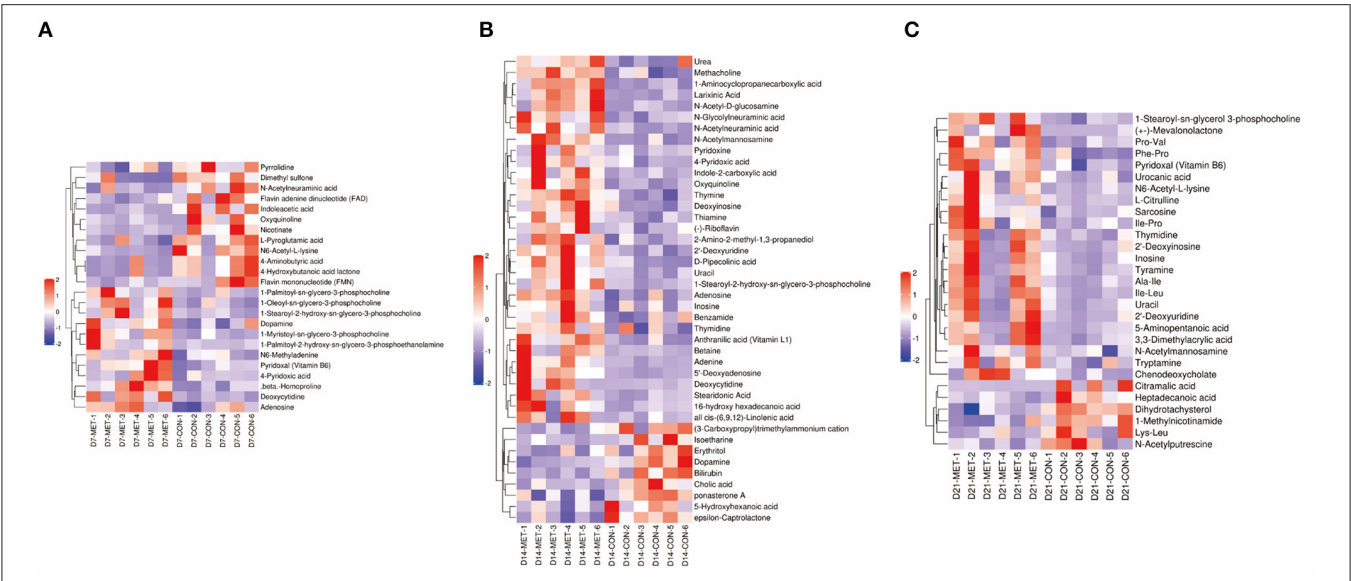 A
Pyrrolidine
Dimethyl sulfone
N-Acetylneuraminic acid
Flavin adenine dinucleotide (FAD)
Indoleacetic acid
Oxyquinoline
Nicotinate
L-Pyroglutamic acid
N6-Acetyl-L-lysine
4-Aminobutyric acid
4-Hydroxybutanoic acid lactone
Flavin mononucleotide (FMN)
1-Palmitoyl-sn-glycero-3-phosphocholine
1-Oleoyl-sn-glycero-3-phosphocholine
1-Stearoyl-2-hydroxy-sn-glycero-3-phosphocholine
Dopamine
1-Myristoyl-sn-glycero-3-phosphocholine
1-Palmitoyl-2-hydroxy-sn-glycero-3-phosphoethanolamine
N6-Methyladenine
Pyridoxal (Vitamin B6)
4-Pyridoxic acid
.beta.-Homoproline
Deoxycytidine
Adenosine
2
1
0
-1
-2
D7-MET-1
D7-MET-2
D7-MET-3
D7-MET-4
D7-MET-5
D7-MET-6
D7-CON-1
D7-CON-2
D7-CON-3
D7-CON-4
D7-CON-5
D7-CON-6
B
Urea
Methacholine
1-Aminocyclopropanecarboxylic acid
Larixinic Acid
N-Acetyl-D-glucosamine
N-Glycolylneuraminic acid
N-Acetylneuraminic acid
N-Acetylmannosamine
Pyridoxine
4-Pyridoxic acid
Indole-2-carboxylic acid
Oxyquinoline
Thymine
Deoxyinosine
Thiamine
(-)-Riboflavin
2-Amino-2-methyl-1,3-propanediol
2'-Deoxyuridine
D-Pipecolinic acid
Uracil
1-Stearoyl-2-hydroxy-sn-glycero-3-phosphocholine
Adenosine
Inosine
Benzamide
Thymidine
Anthranilic acid (Vitamin L1)
Betaine
Adenine
5'-Deoxyadenosine
Deoxycytidine
Stearidonic Acid
16-hydroxy hexadecanoic acid
all cis-(6,9,12)-Linolenic acid
(3-Carboxypropyl)trimethylammonium cation
Isoetharine
Erythritol
Dopamine
Bilirubin
Cholic acid
ponasterone A
5-Hydroxyhexanoic acid
epsilon-Captrolactone
2
1
0
-1
-2
D14-MET-1
D14-MET-2
D14-MET-3
D14-MET-4
D14-MET-5
D14-MET-6
D14-CON-1
D14-CON-2
D14-CON-3
D14-CON-4
D14-CON-5
D14-CON-6
C
1-Stearoyl-sn-glycerol 3-phosphocholine
(+-)-Mevalonolactone
Pro-Val
Phe-Pro
Pyridoxal (Vitamin B6)
Urocanic acid
N6-Acetyl-L-lysine
L-Citrulline
Sarcosine
Ile-Pro
Thymidine
2'-Deoxyinosine
Inosine
Tyramine
Ala-Ile
Ile-Leu
Uracil
2'-Deoxyuridine
5-Aminopentanoic acid
3,3-Dimethylacrylic acid
N-Acetylmannosamine
Tryptamine
Chenodeoxycholate
Citramalic acid
Heptadecanoic acid
Dihydrotachysterol
1-Methylnicotinamide
Lys-Leu
N-Acetylputrescine
2
1
0
-1
-2
D21-MET-1
D21-MET-2
D21-MET-3
D21-MET-4
D21-MET-5
D21-MET-6
D21-CON-1
D21-CON-2
D21-CON-3
D21-CON-4
D21-CON-5
D21-CON-6